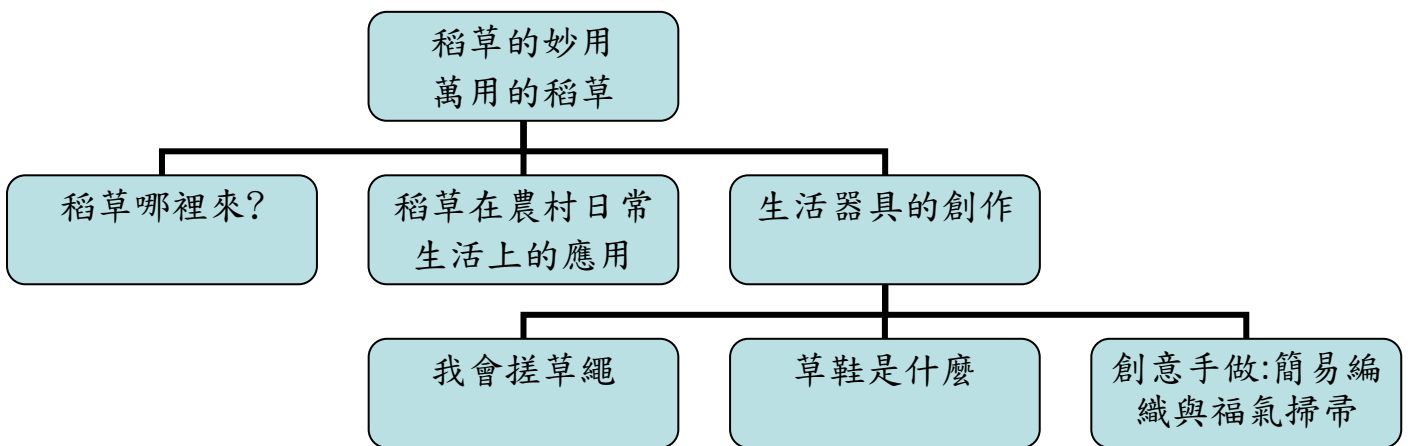 稻草的妙用
萬用的稻草
稻草哪裡來?
稻草在農村日常
生活上的應用
生活器具的創作
我會搓草繩
草鞋是什麼
創意手做:簡易編
織與福氣掃帚